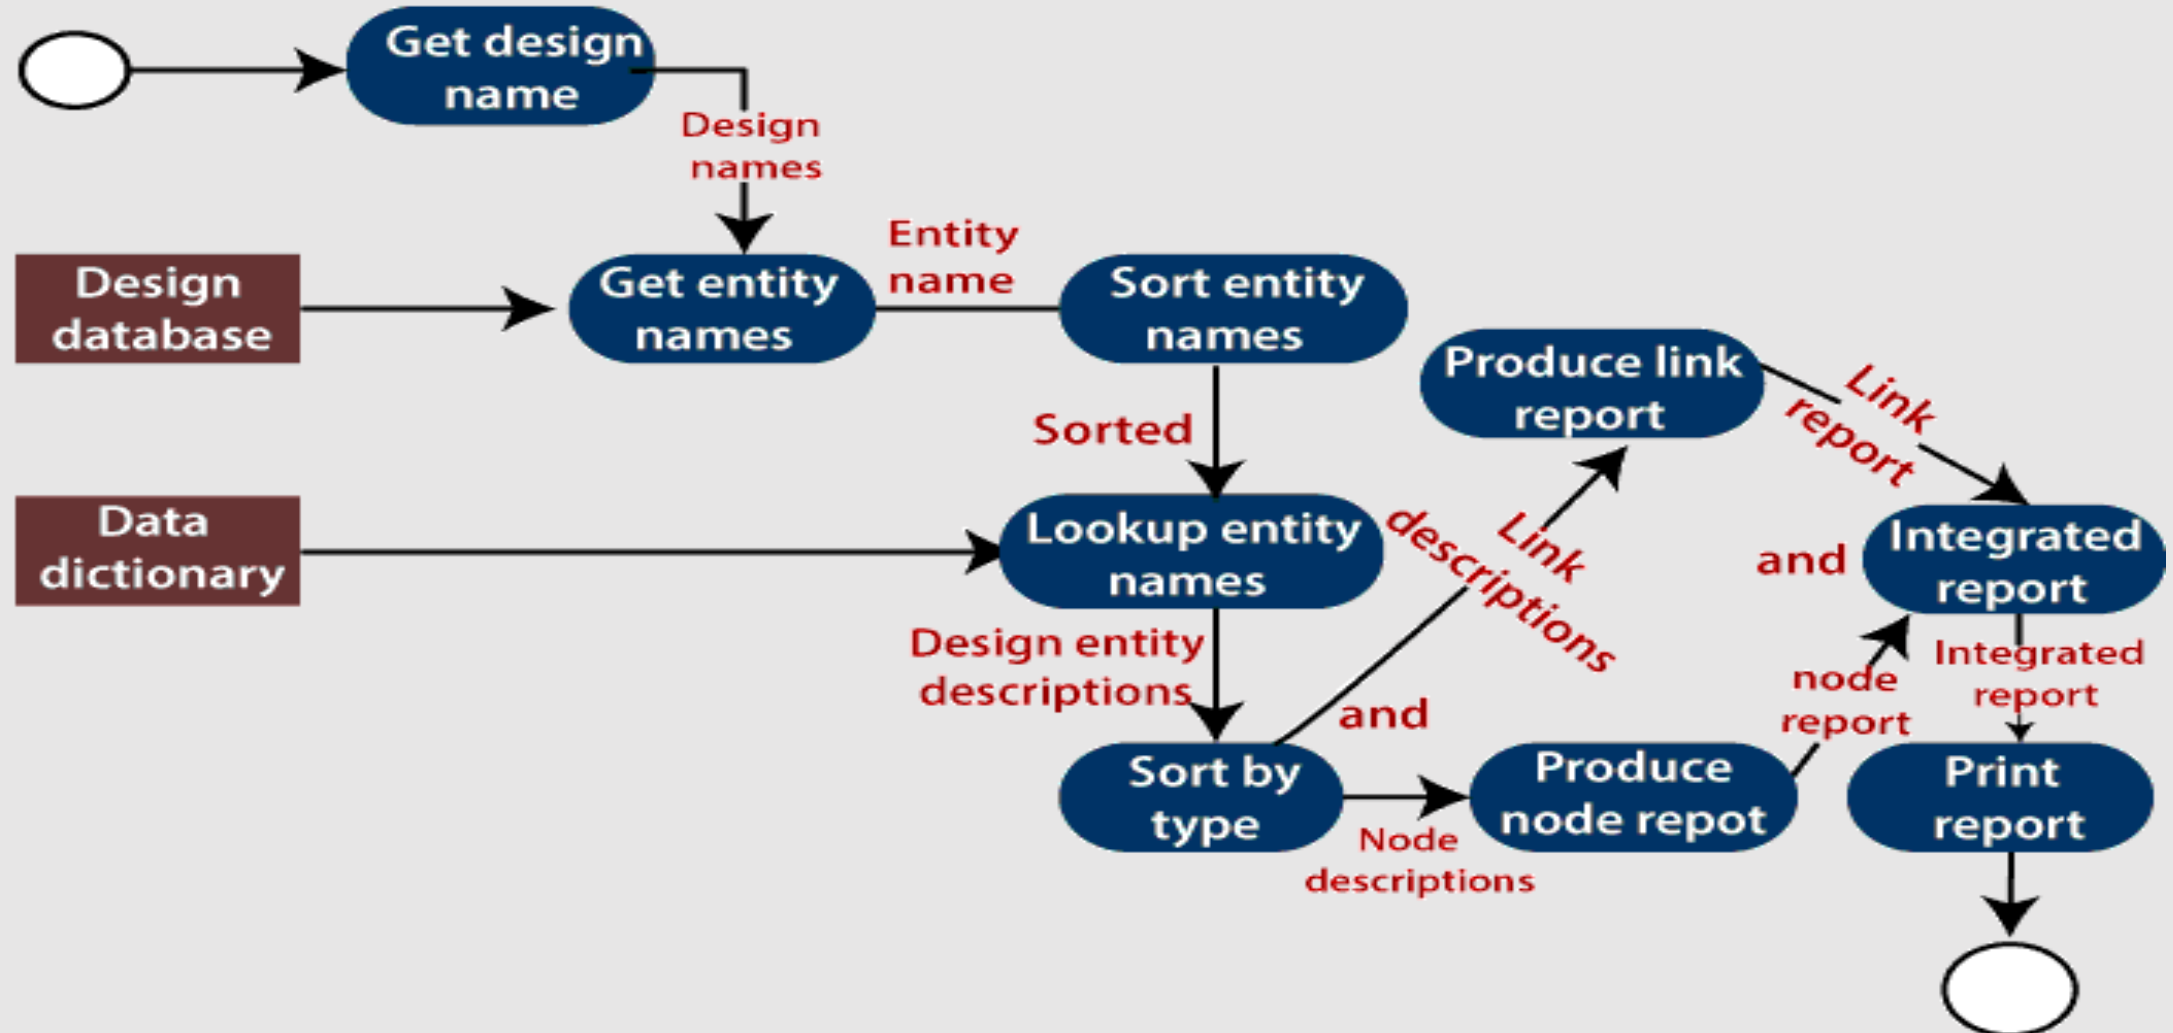 Get design
name
Design
names
Design
database
Get entity
names
Entity
name
Sort entity
names
Sorted
Data
dictionary
Lookup entity
names
Design entity
descriptions
Sort by
type
and
Link
descriptions
Produce link
report
Link
report
Node
descriptions
Produce
node repot
node
report
and
Integrated
report
Integrated
report
Print
report